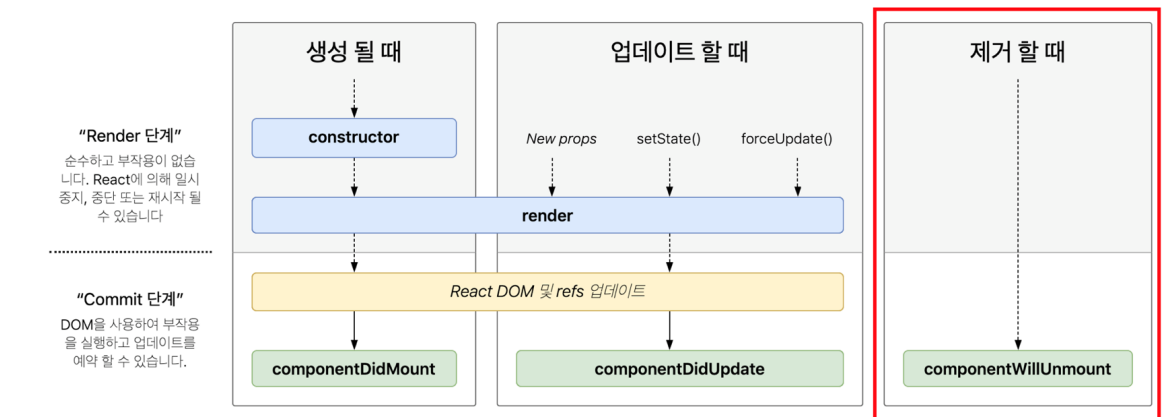 생성 될 때
업데이트 할 때
제거 할 때
“Render 단계”
순수하고 부작용이 없습
니다. React에 의해 일시
중지, 중단 또는 재시작 될
수 있습니다
constructor
New props
setState()
forceUpdate()
render
“Commit 단계”
DOM을 사용하여 부작용
을 실행하고 업데이트를
예약 할 수 있습니다.
React DOM 및 refs 업데이트
componentDidMount
componentDidUpdate
componentWillUnmount